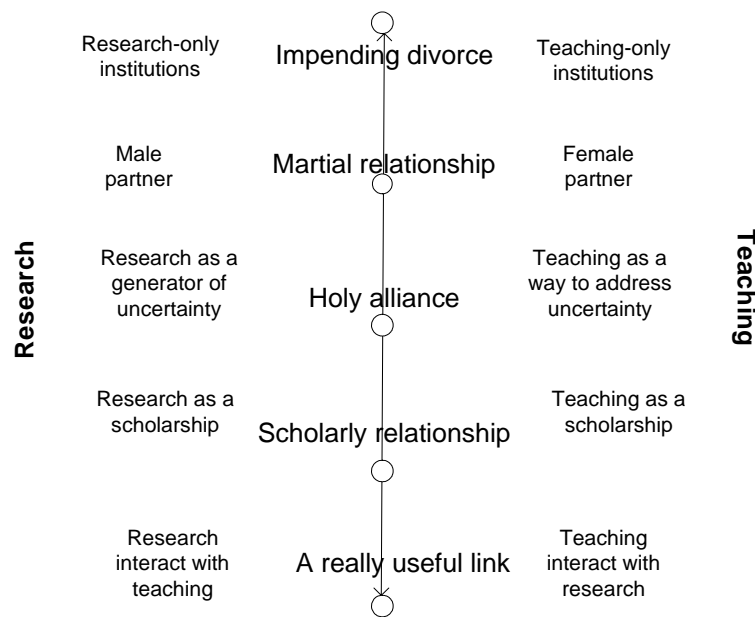 Research-only
institutions
Impending divorce
Teaching-only
institutions
Male
partner
Martial relationship
Female
partner
Research
Research as a
generator of
uncertainty
Holy alliance
Teaching as a
way to address
uncertainty
Teaching
Research as a
scholarship
Scholarly relationship
Teaching as a
scholarship
Research
interact with
teaching
A really useful link
Teaching
interact with
research